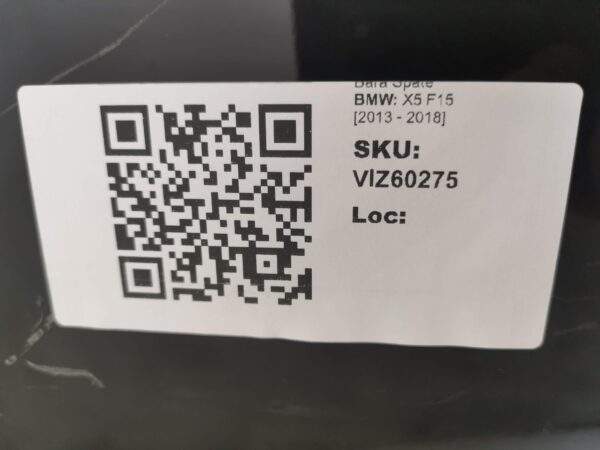 Bara Spate
BMW: X5 F15
[2013 - 2018]
SKU:
VIZ60275
Loc: